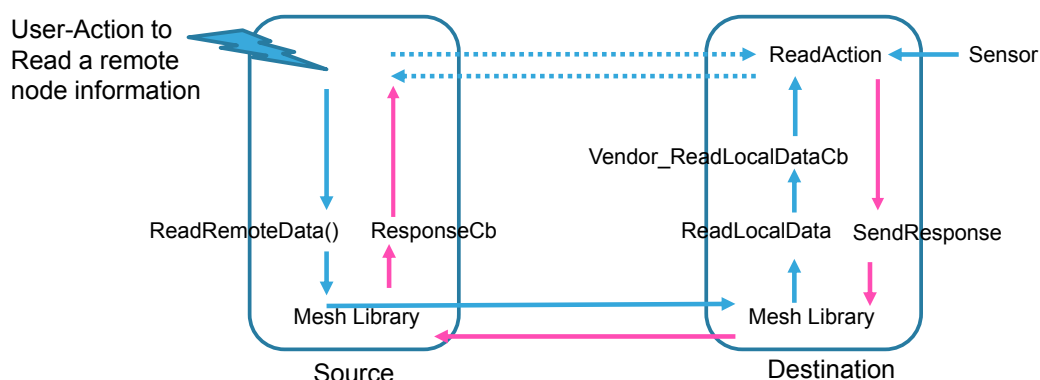 User-Action to
Read a remote
node information
ReadAction
Sensor
Vendor_ReadLocalDataCb
ReadRemoteData()
ResponseCb
ReadLocalData
SendResponse
Mesh Library
Mesh Library
Source
Destination